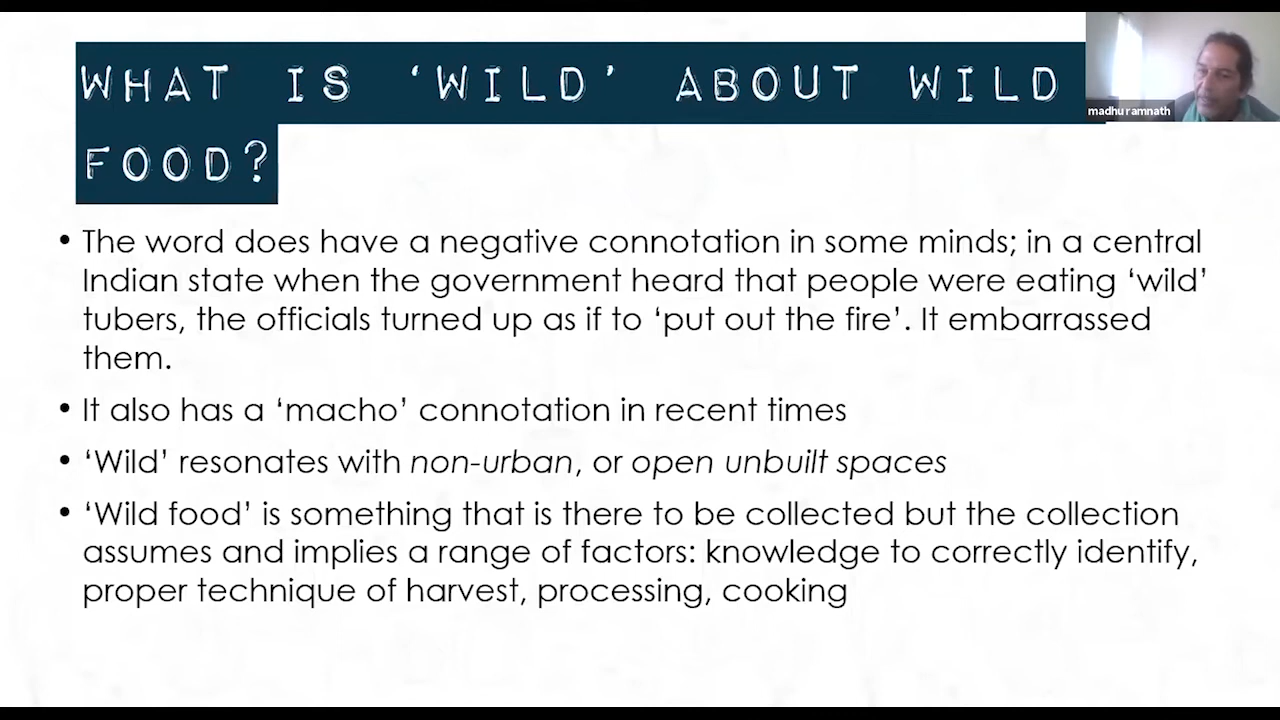 WHAT IS ‘WILD’ ABOUT WILD
FOOD?
madhu ramnath
• The word does have a negative connotation in some minds; in a central
Indian state when the government heard that people were eating ‘wild’
tubers, the officials turned up as if to ‘put out the fire’. It embarrassed
them.
• It also has a ‘macho’ connotation in recent times
• ‘Wild’ resonates with non-urban, or open unbuilt spaces
• ‘Wild food’ is something that is there to be collected but the collection
assumes and implies a range of factors: knowledge to correctly identify,
proper technique of harvest, processing, cooking